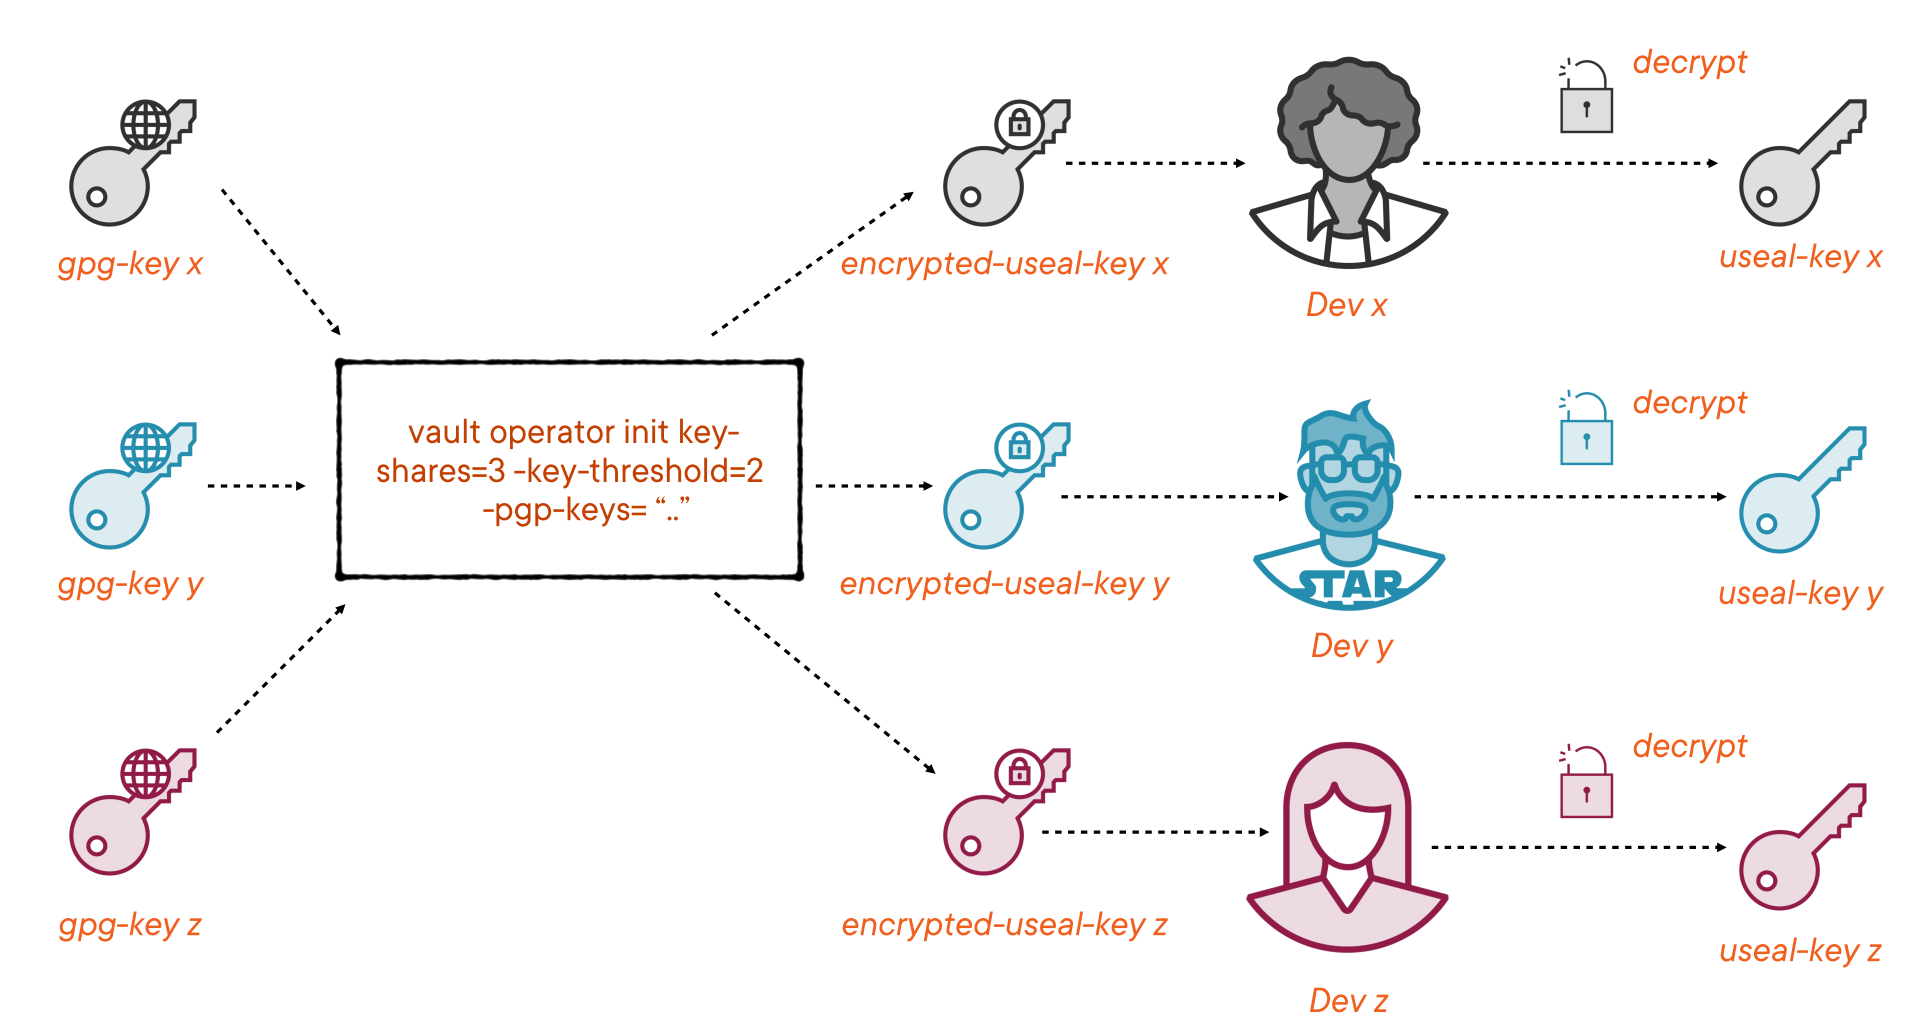 decrypt
gpg-key x
encrypted-useal-key x
Dev x
useal-key x
vault operator init key-
shares=3 -key-threshold=2
-pgp-keys= “..”
decrypt
gpg-key y
encrypted-useal-key y
STAR
Dev y
useal-key y
decrypt
gpg-key z
encrypted-useal-key z
Dev z
useal-key z